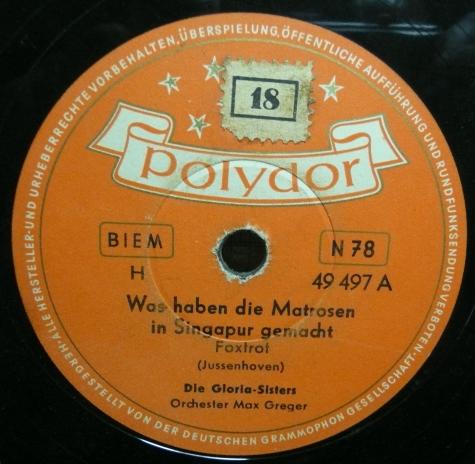 ALLE HERSTELLER- UND URHEBERRECHTE VORBEHALTEN, ÜBERSPIELUNG, ÖFFENTLICHE AUFFÜHRUNG UND RUNDFUNKSENDUNG VERBOTEN
18
polydor
BIEM
N 78
H
49 497 A
Was haben die Matrosen
in Singapur gemacht
Foxtrot
(Jussenhoven)
Die Gloria-Sisters
Orchester Max Greger
HERGESTELLT VON DER DEUTSCHEN GRAMMOPHON GESELLSCHAFT